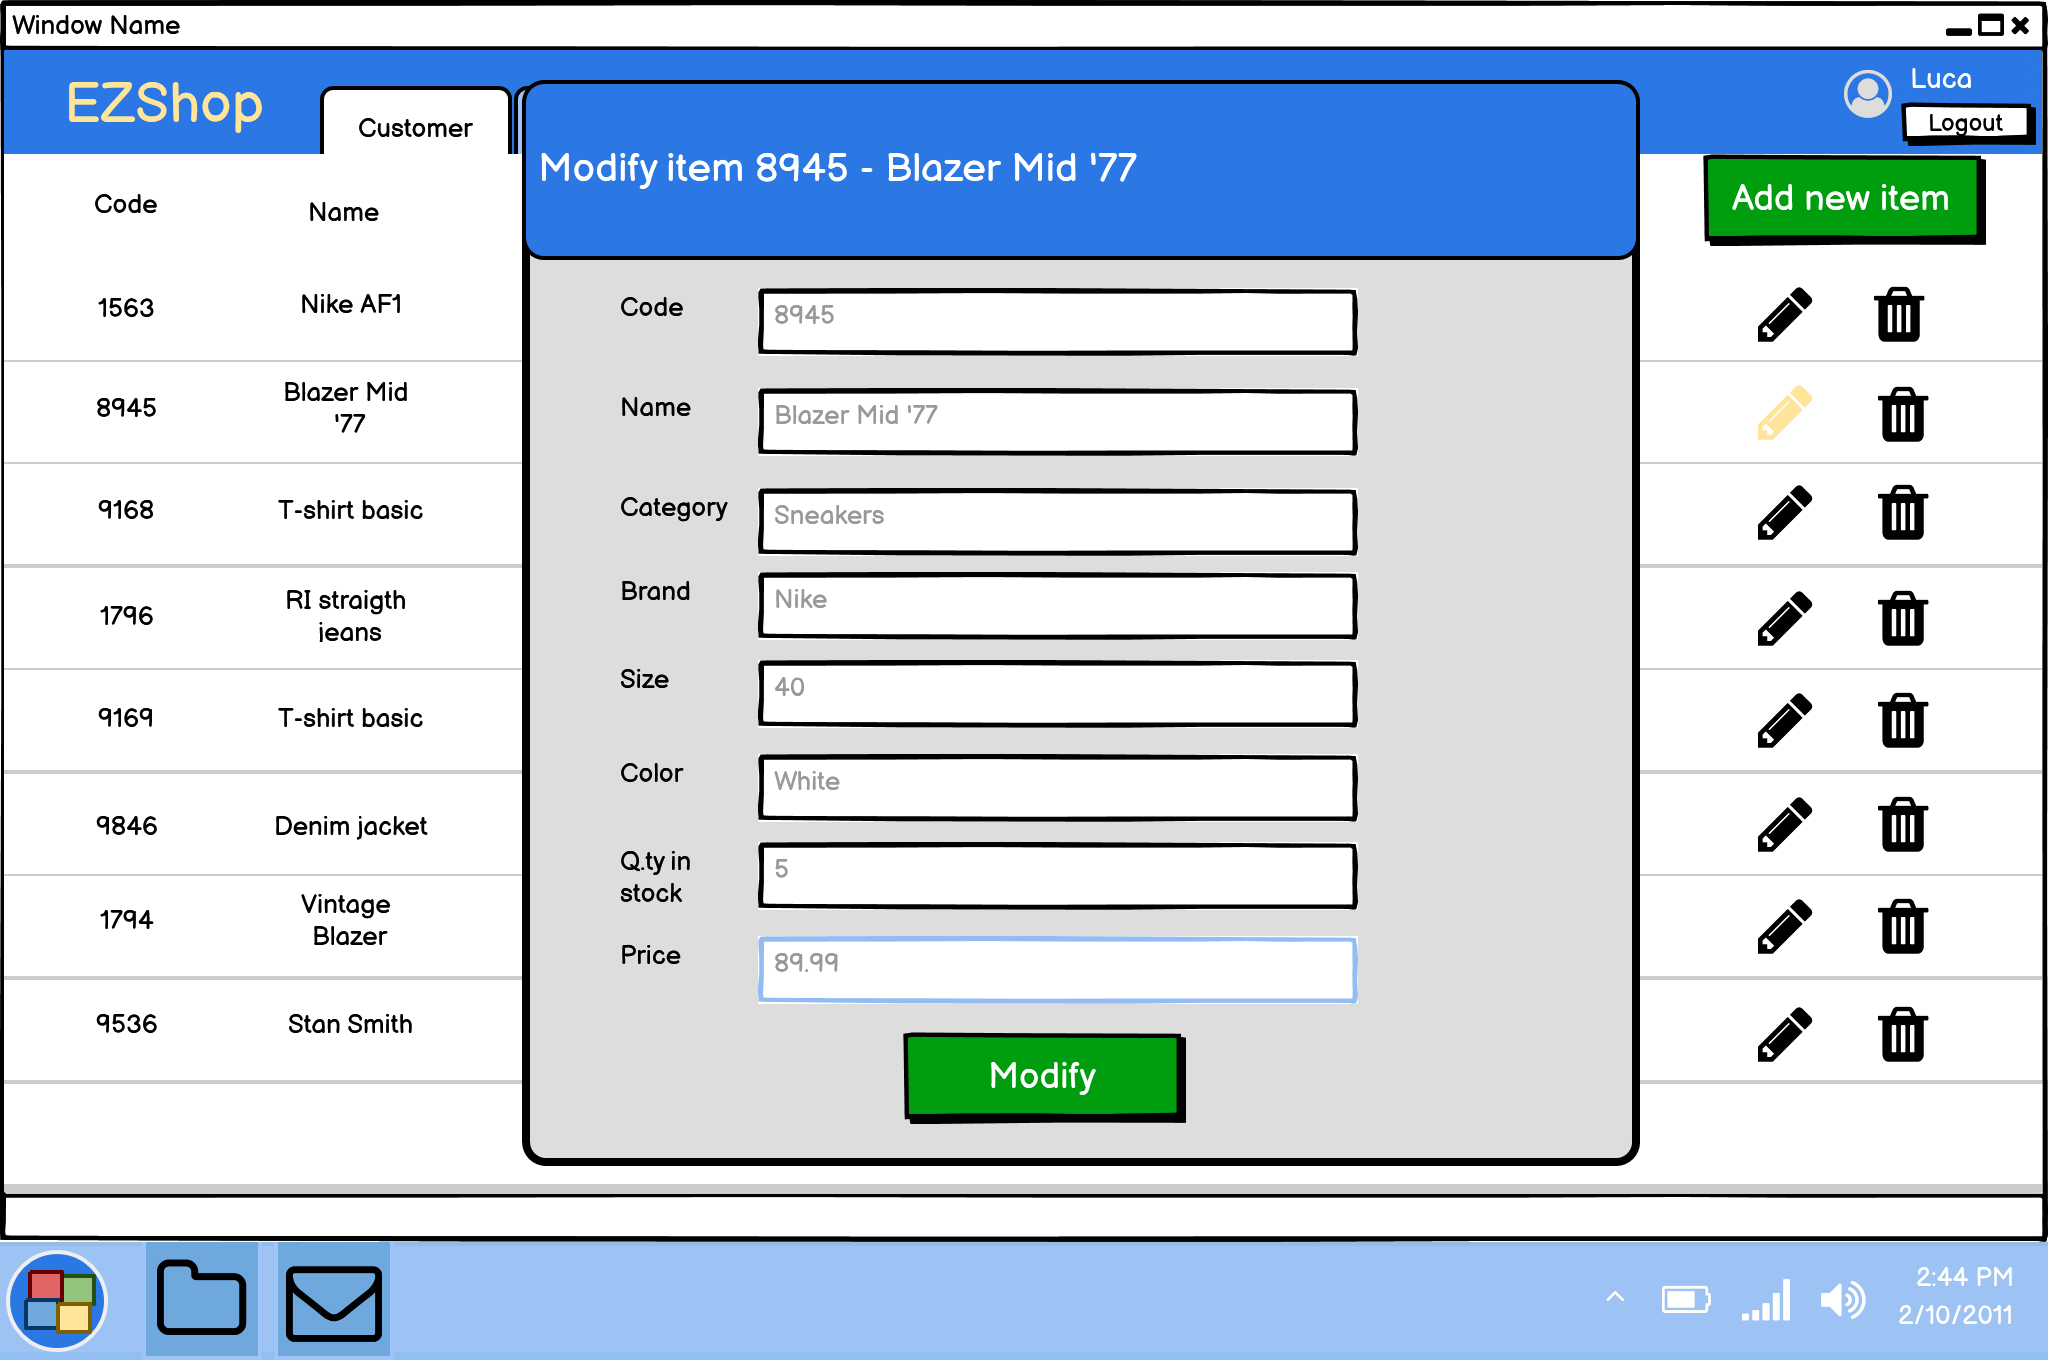 Window Name
EZShop
Customer
Luca
Logout
Modify item 8945 - Blazer Mid '77
Add new item
Code
Name
1563
Nike AF1
8945
Blazer Mid
'77
9168
T-shirt basic
1796
RI straigth
jeans
9169
T-shirt basic
9846
Denim jacket
1794
Vintage
Blazer
9536
Stan Smith
Code
8945
Name
Blazer Mid '77
Category
Sneakers
Brand
Nike
Size
40
Color
White
Q.ty in
stock
5
Price
89.99
Modify
2:44 PM
2/10/2011